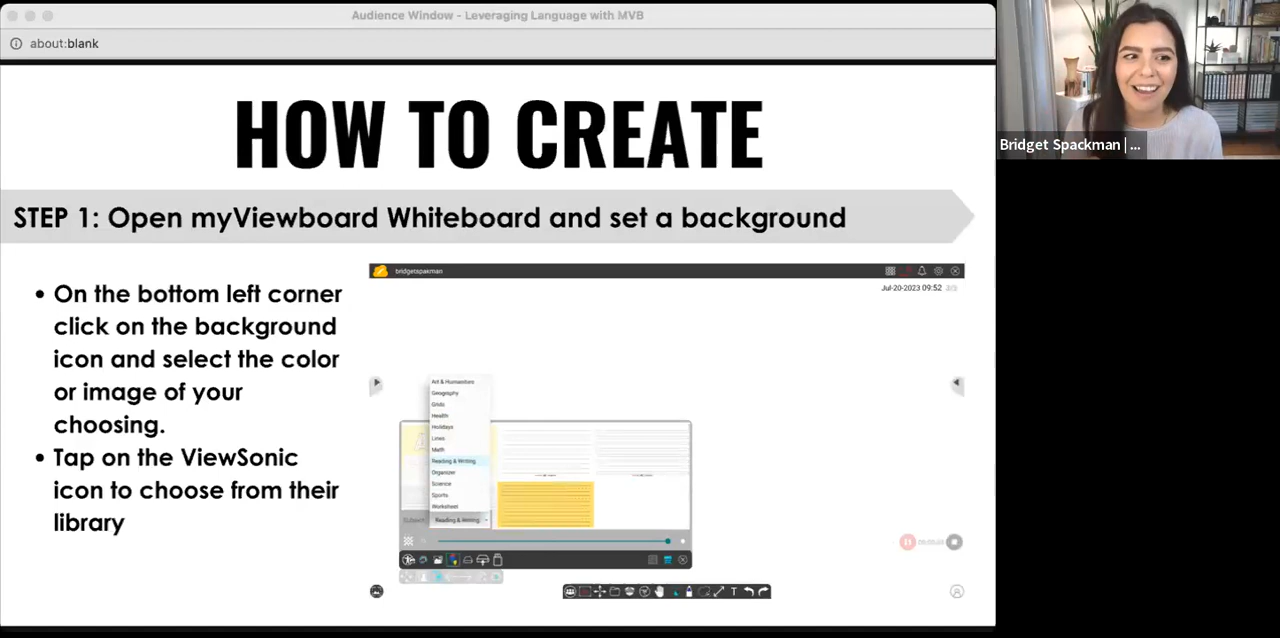 Audience Window - Leveraging Language with MVB
about:blank
HOW TO CREATE
STEP 1: Open myViewboard Whiteboard and set a background
• On the bottom left corner
click on the background
icon and select the color
or image of your
choosing.
• Tap on the ViewSonic
icon to choose from their
library
bridgetspakman
Jul-20-2023 09:52
Art & Humanities
Geography
Grids
Health
Holidays
Lines
Math
Reading & Writing
Organizer
Science
Sports
Worksheet
Subject Reading & Writing
T
Bridget Spackman | ...